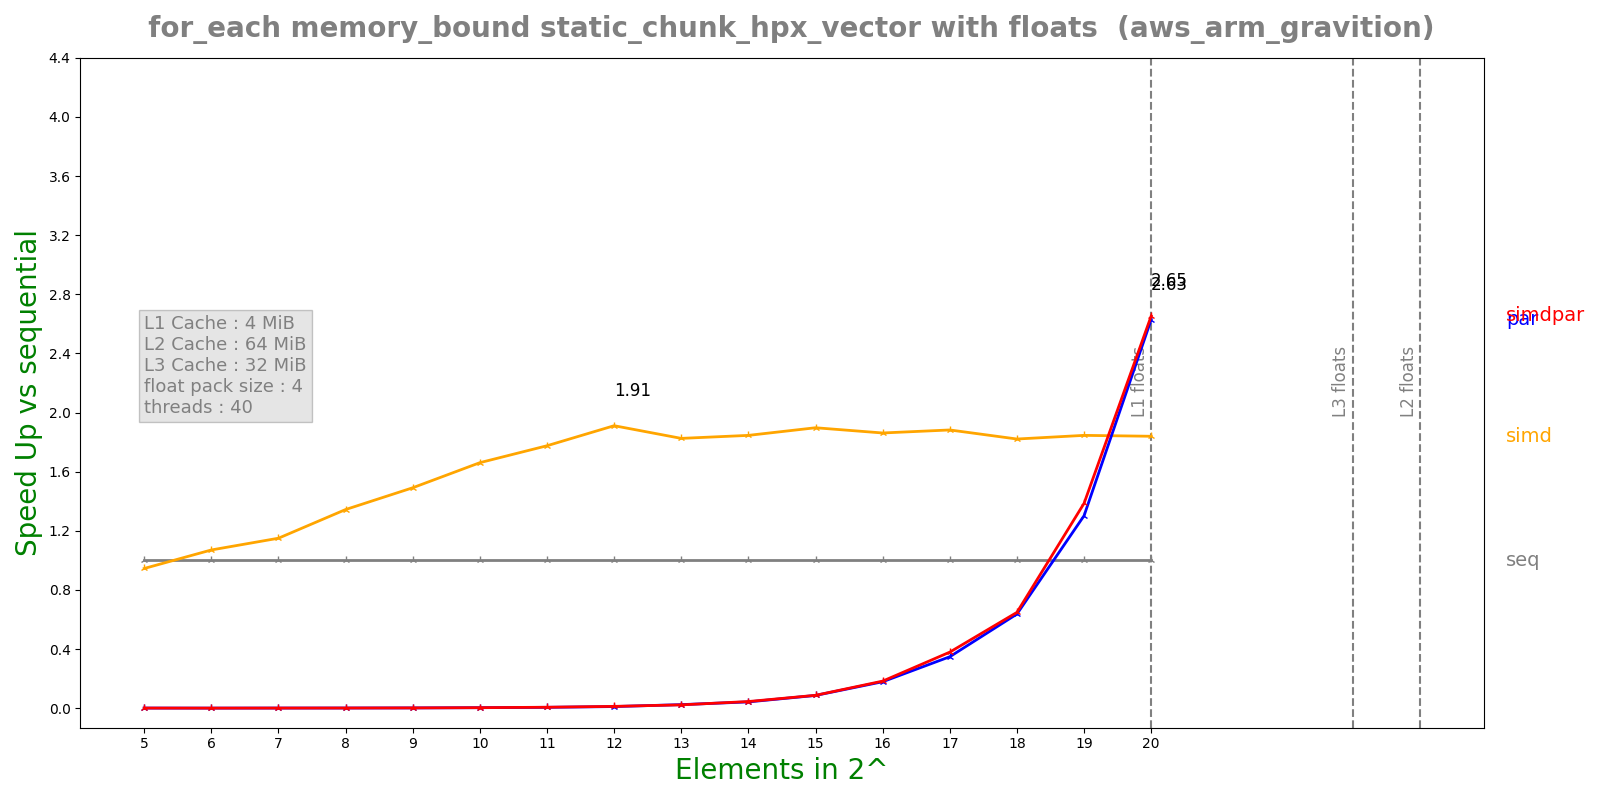 for_each memory_bound static_chunk_hpx_vector with floats (aws_arm_gravition)
Speed Up vs sequential
4.4
4.0
3.6
3.2
2.8
2.4
2.0
1.6
1.2
0.8
0.4
0.0
L1 Cache : 4 MiB
L2 Cache : 64 MiB
L3 Cache : 32 MiB
float pack size : 4
threads : 40
1.91
2.65
2.63
L1 floats
L3 floats
L2 floats
simdpar
par
simd
seq
5 6 7 8 9 10 11 12 13 14 15 16 17 18 19 20
Elements in 2^